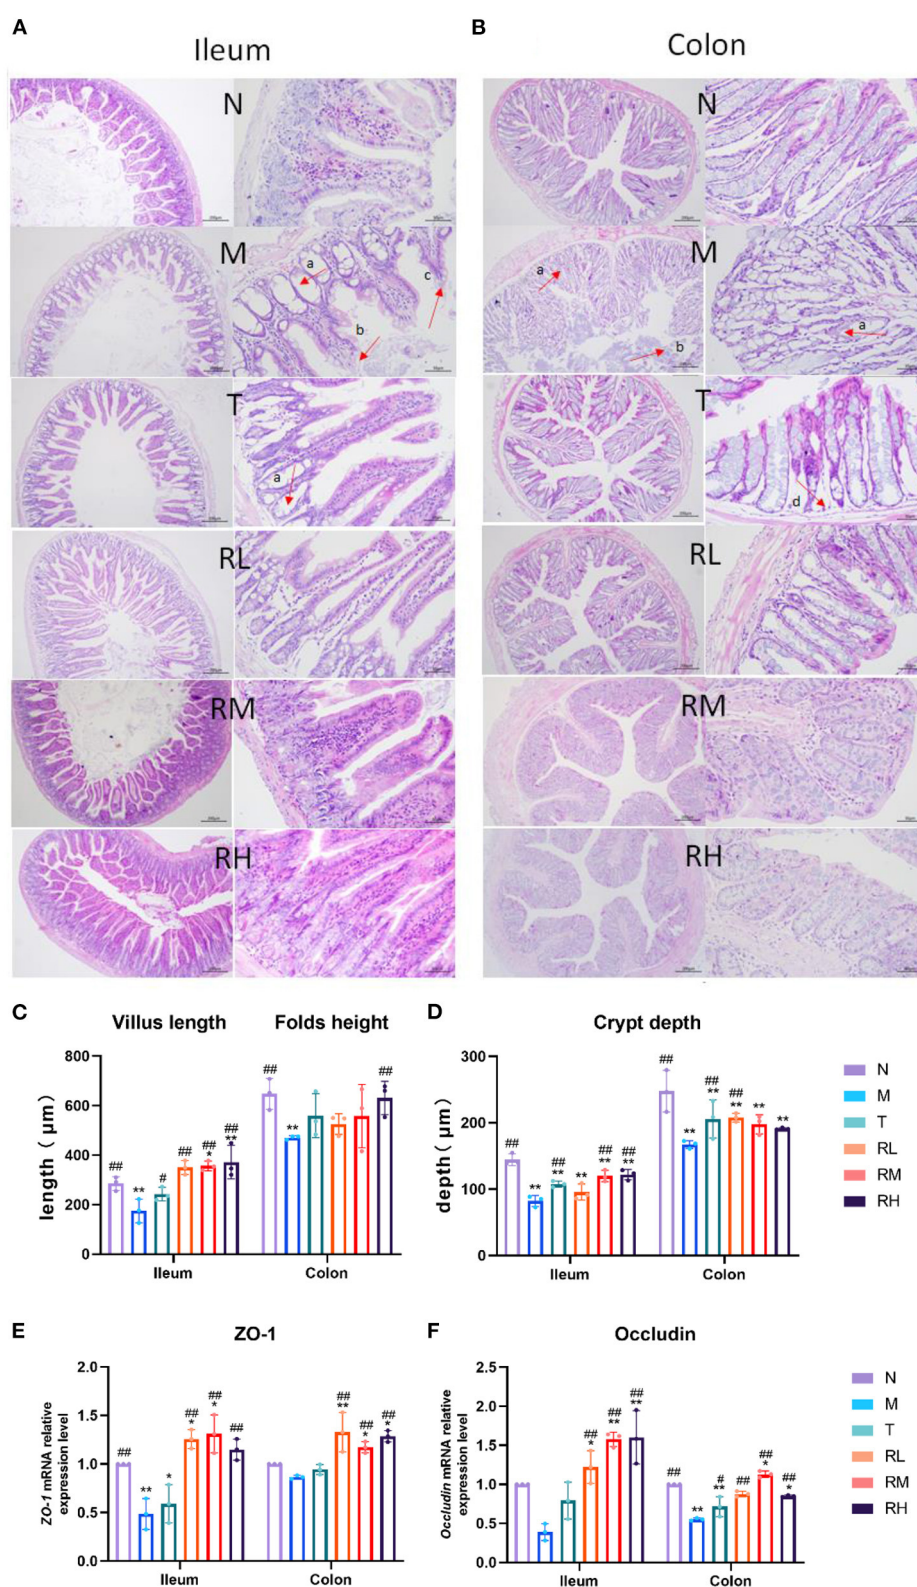 A
B
Ileum
Colon
N
N
M
a
c
b
M
a
b
a
T
a
T
d
RL
RL
RM
RM
RH
RH
C
Villus length
Folds height
D
Crypt depth
length ( μm)
800
600
400
200
0
##
**
#
##
##
*
##
**
##
**
##
Ileum
Colon
depth ( μm)
300
200
100
0
##
**
##
**
**
##
**
##
**
##
**
##
**
##
**
**
**
Ileum
Colon
N
M
T
RL
RM
RH
E
ZO-1
ZO-1 mRNA relative
expression level
2.0
1.5
1.0
0.5
0.0
##
**
*
##
*
##
*
##
##
**
##
*
##
*
Ileum
Colon
F
Occludin
Occludin mRNA relative
expression level
2.5
2.0
1.5
1.0
0.5
0.0
##
*
##
**
##
**
##
**
#
**
##
##
*
##
*
Ileum
Colon
N
M
T
RL
RM
RH